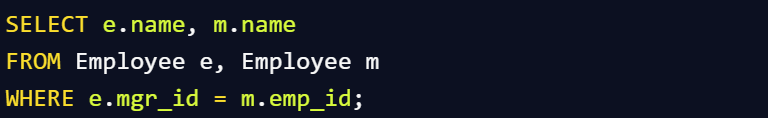 SELECT e.name, m.name
FROM Employee e, Employee m
WHERE e.mgr_id = m.emp_id;